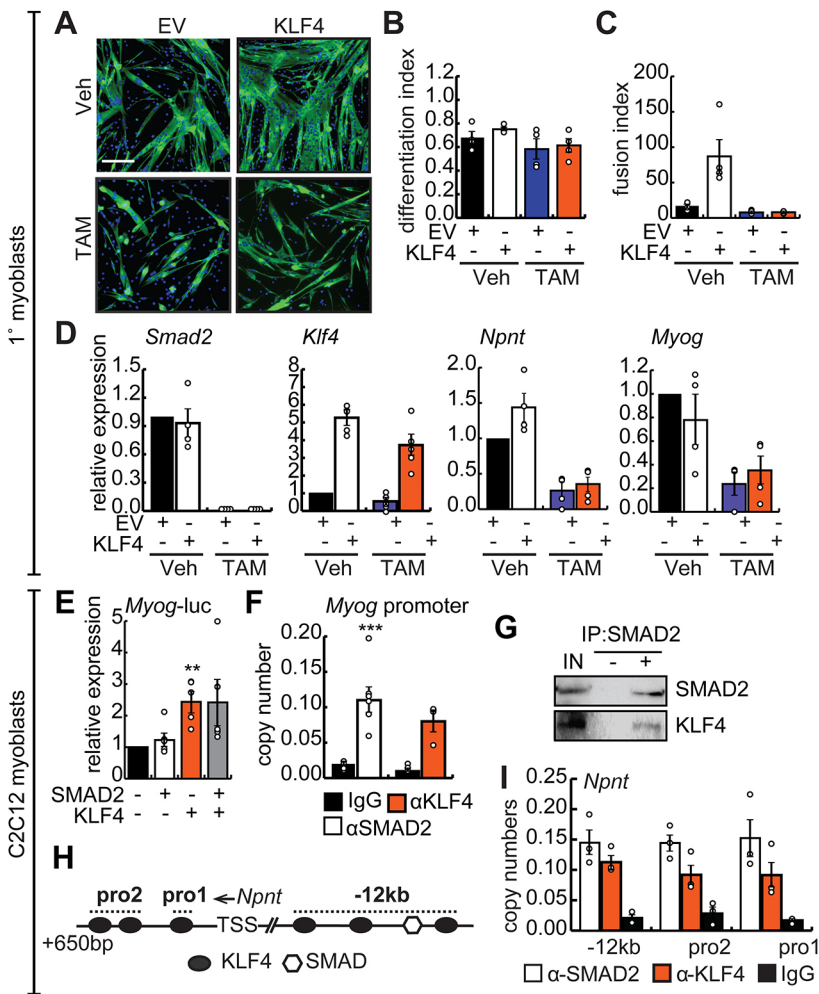 A
EV
KLF4
Veh
TAM
1˚ myoblasts
B
differentiation index
1.2
1.0
0.8
0.6
0.4
0.2
0.0
EV + - + -
KLF4 - + - +
Veh TAM
C
fusion index
200
150
100
50
0
EV + - + -
KLF4 - + - +
Veh TAM
D
relative expression
Smad2
1.5
1.2
0.9
0.6
0.3
0.0
EV + - + -
KLF4 - + - +
Veh TAM
Klf4
8
6
5
3
2
0
+ - + -
- + - +
Veh TAM
Npnt
2.0
1.5
1.0
0.5
0.0
+ - + -
- + - +
Veh TAM
Myog
1.2
1.0
0.8
0.6
0.4
0.2
0.0
+ - + -
- + - +
Veh TAM
C2C12 myoblasts
E
Myog-luc
relative expression
5
4
3
2
1
0
**
SMAD2 - + - +
KLF4 - - + +
F
Myog promoter
copy number
0.20
0.15
0.10
0.05
0.00
***
IgG αKLF4
αSMAD2
G
IP:SMAD2
IN - +
SMAD2
KLF4
H
pro2 pro1 ←Npnt -12kb
TSS //
+650bp
KLF4 SMAD
I
Npnt
copy numbers
0.25
0.20
0.15
0.10
0.05
0.00
-12kb pro2 pro1
α-SMAD2 α-KLF4 IgG